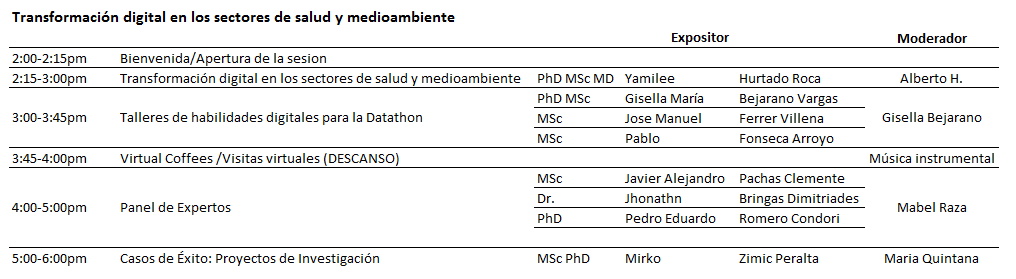 Transformación digital en los sectores de salud y medioambiente
Expositor Moderador
2:00-2:15pm Bienvenida/Apertura de la sesion
2:15-3:00pm Transformación digital en los sectores de salud y medioambiente PhD MSc MD Yamilee Hurtado Roca Alberto H.
PhD MSc Gisella María Bejarano Vargas
3:00-3:45pm Talleres de habilidades digitales para la Datathon MSc Jose Manuel Ferrer Villena Gisella Bejarano
MSc Pablo Fonseca Arroyo
3:45-4:00pm Virtual Coffees /Visitas virtuales (DESCANSO) Música instrumental
MSc Javier Alejandro Pachas Clemente
4:00-5:00pm Panel de Expertos Dr. Jhonathn Bringas Dimitriades Mabel Raza
PhD Pedro Eduardo Romero Condori
5:00-6:00pm Casos de Éxito: Proyectos de Investigación MSc PhD Mirko Zimic Peralta Maria Quintana